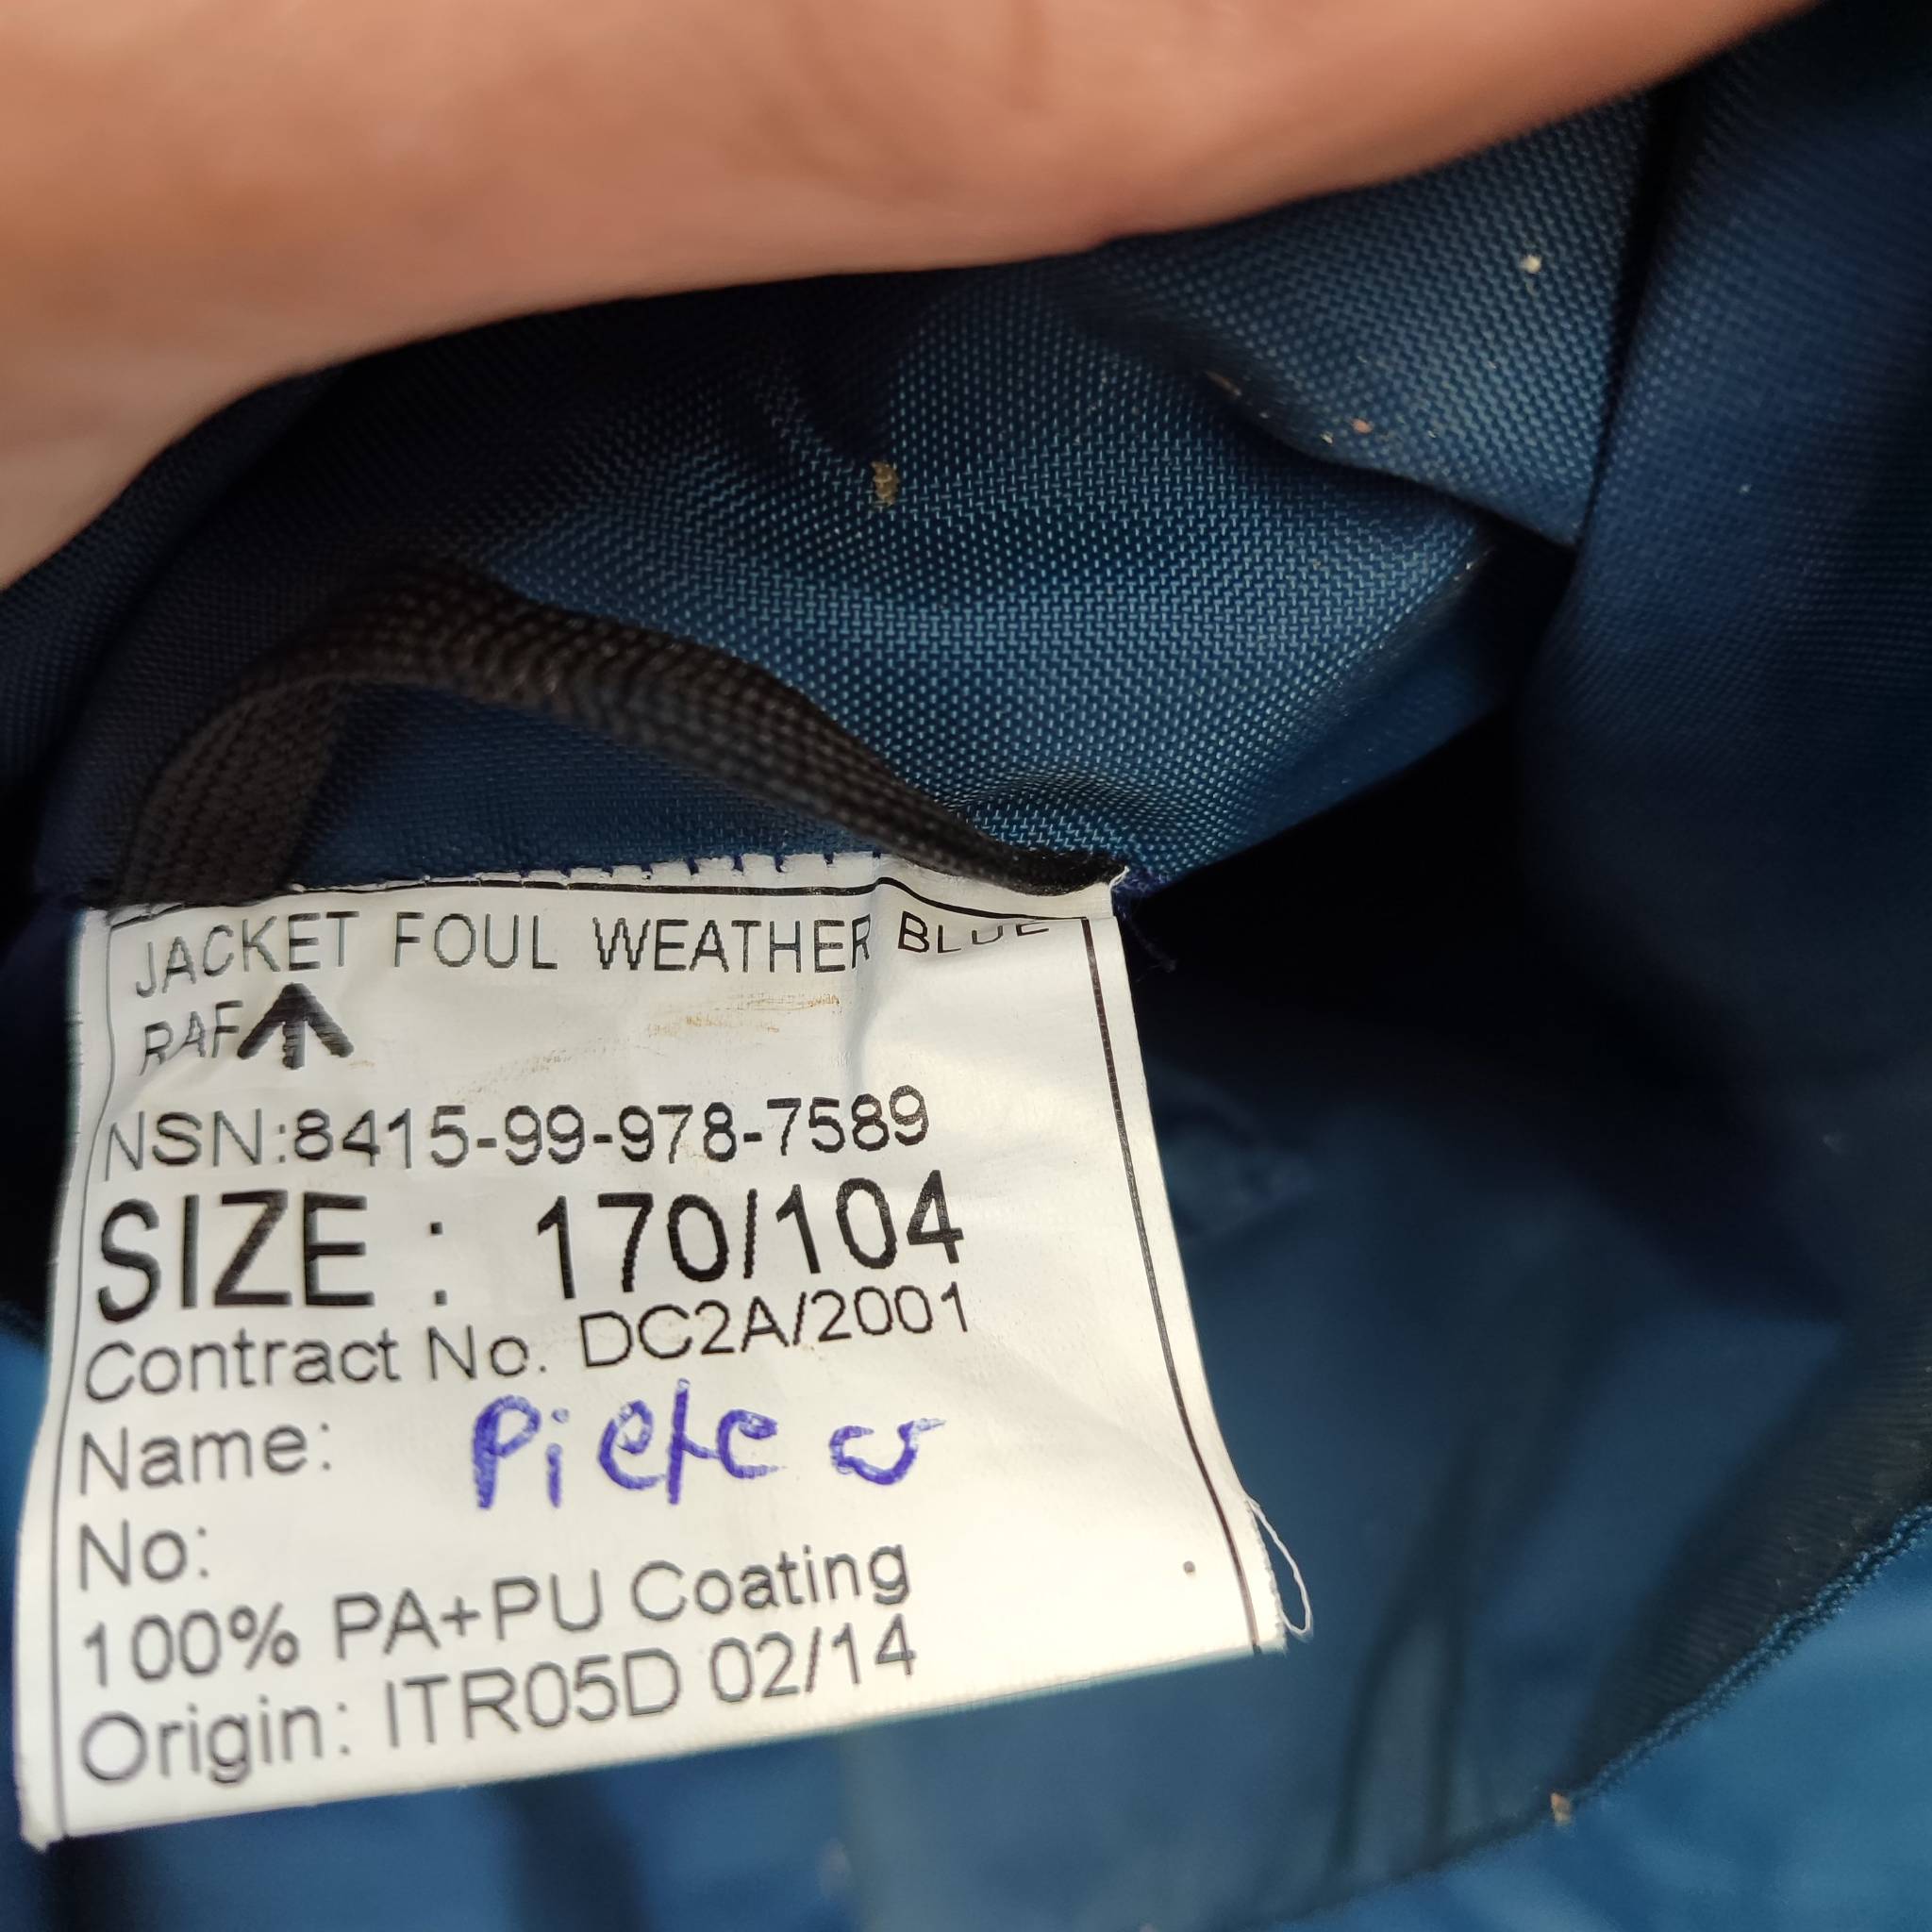 JACKET FOUL WEATHER BLUE
RAF
NSN:8415-99-978-7589
SIZE : 170/104
Contract No. DC2A/2001
Name:
No:
100% PA+PU Coating
Origin: ITR05D 02/14